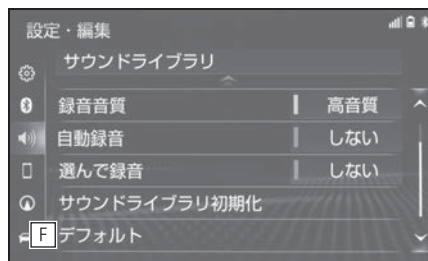 設定・編集
サウンドライブラリ
録音音質 高音質
自動録音 しない
選んで録音 しない
サウンドライブラリ初期化
F デフォルト